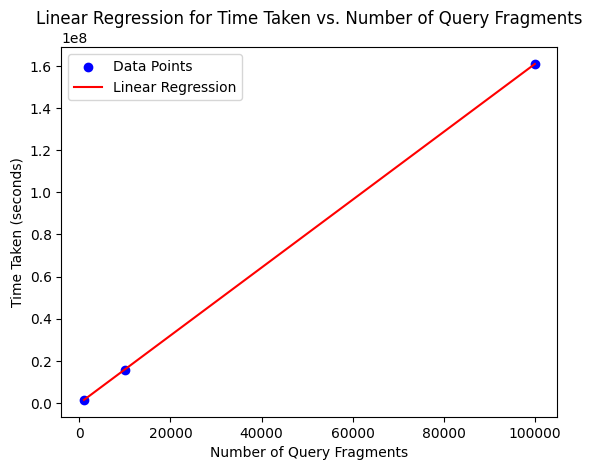 Linear Regression for Time Taken vs. Number of Query Fragments
1e8
Data Points
Linear Regression
1.6
1.4
1.2
1.0
0.8
0.6
0.4
0.2
0.0
Time Taken (seconds)
0 20000 40000 60000 80000 100000
Number of Query Fragments